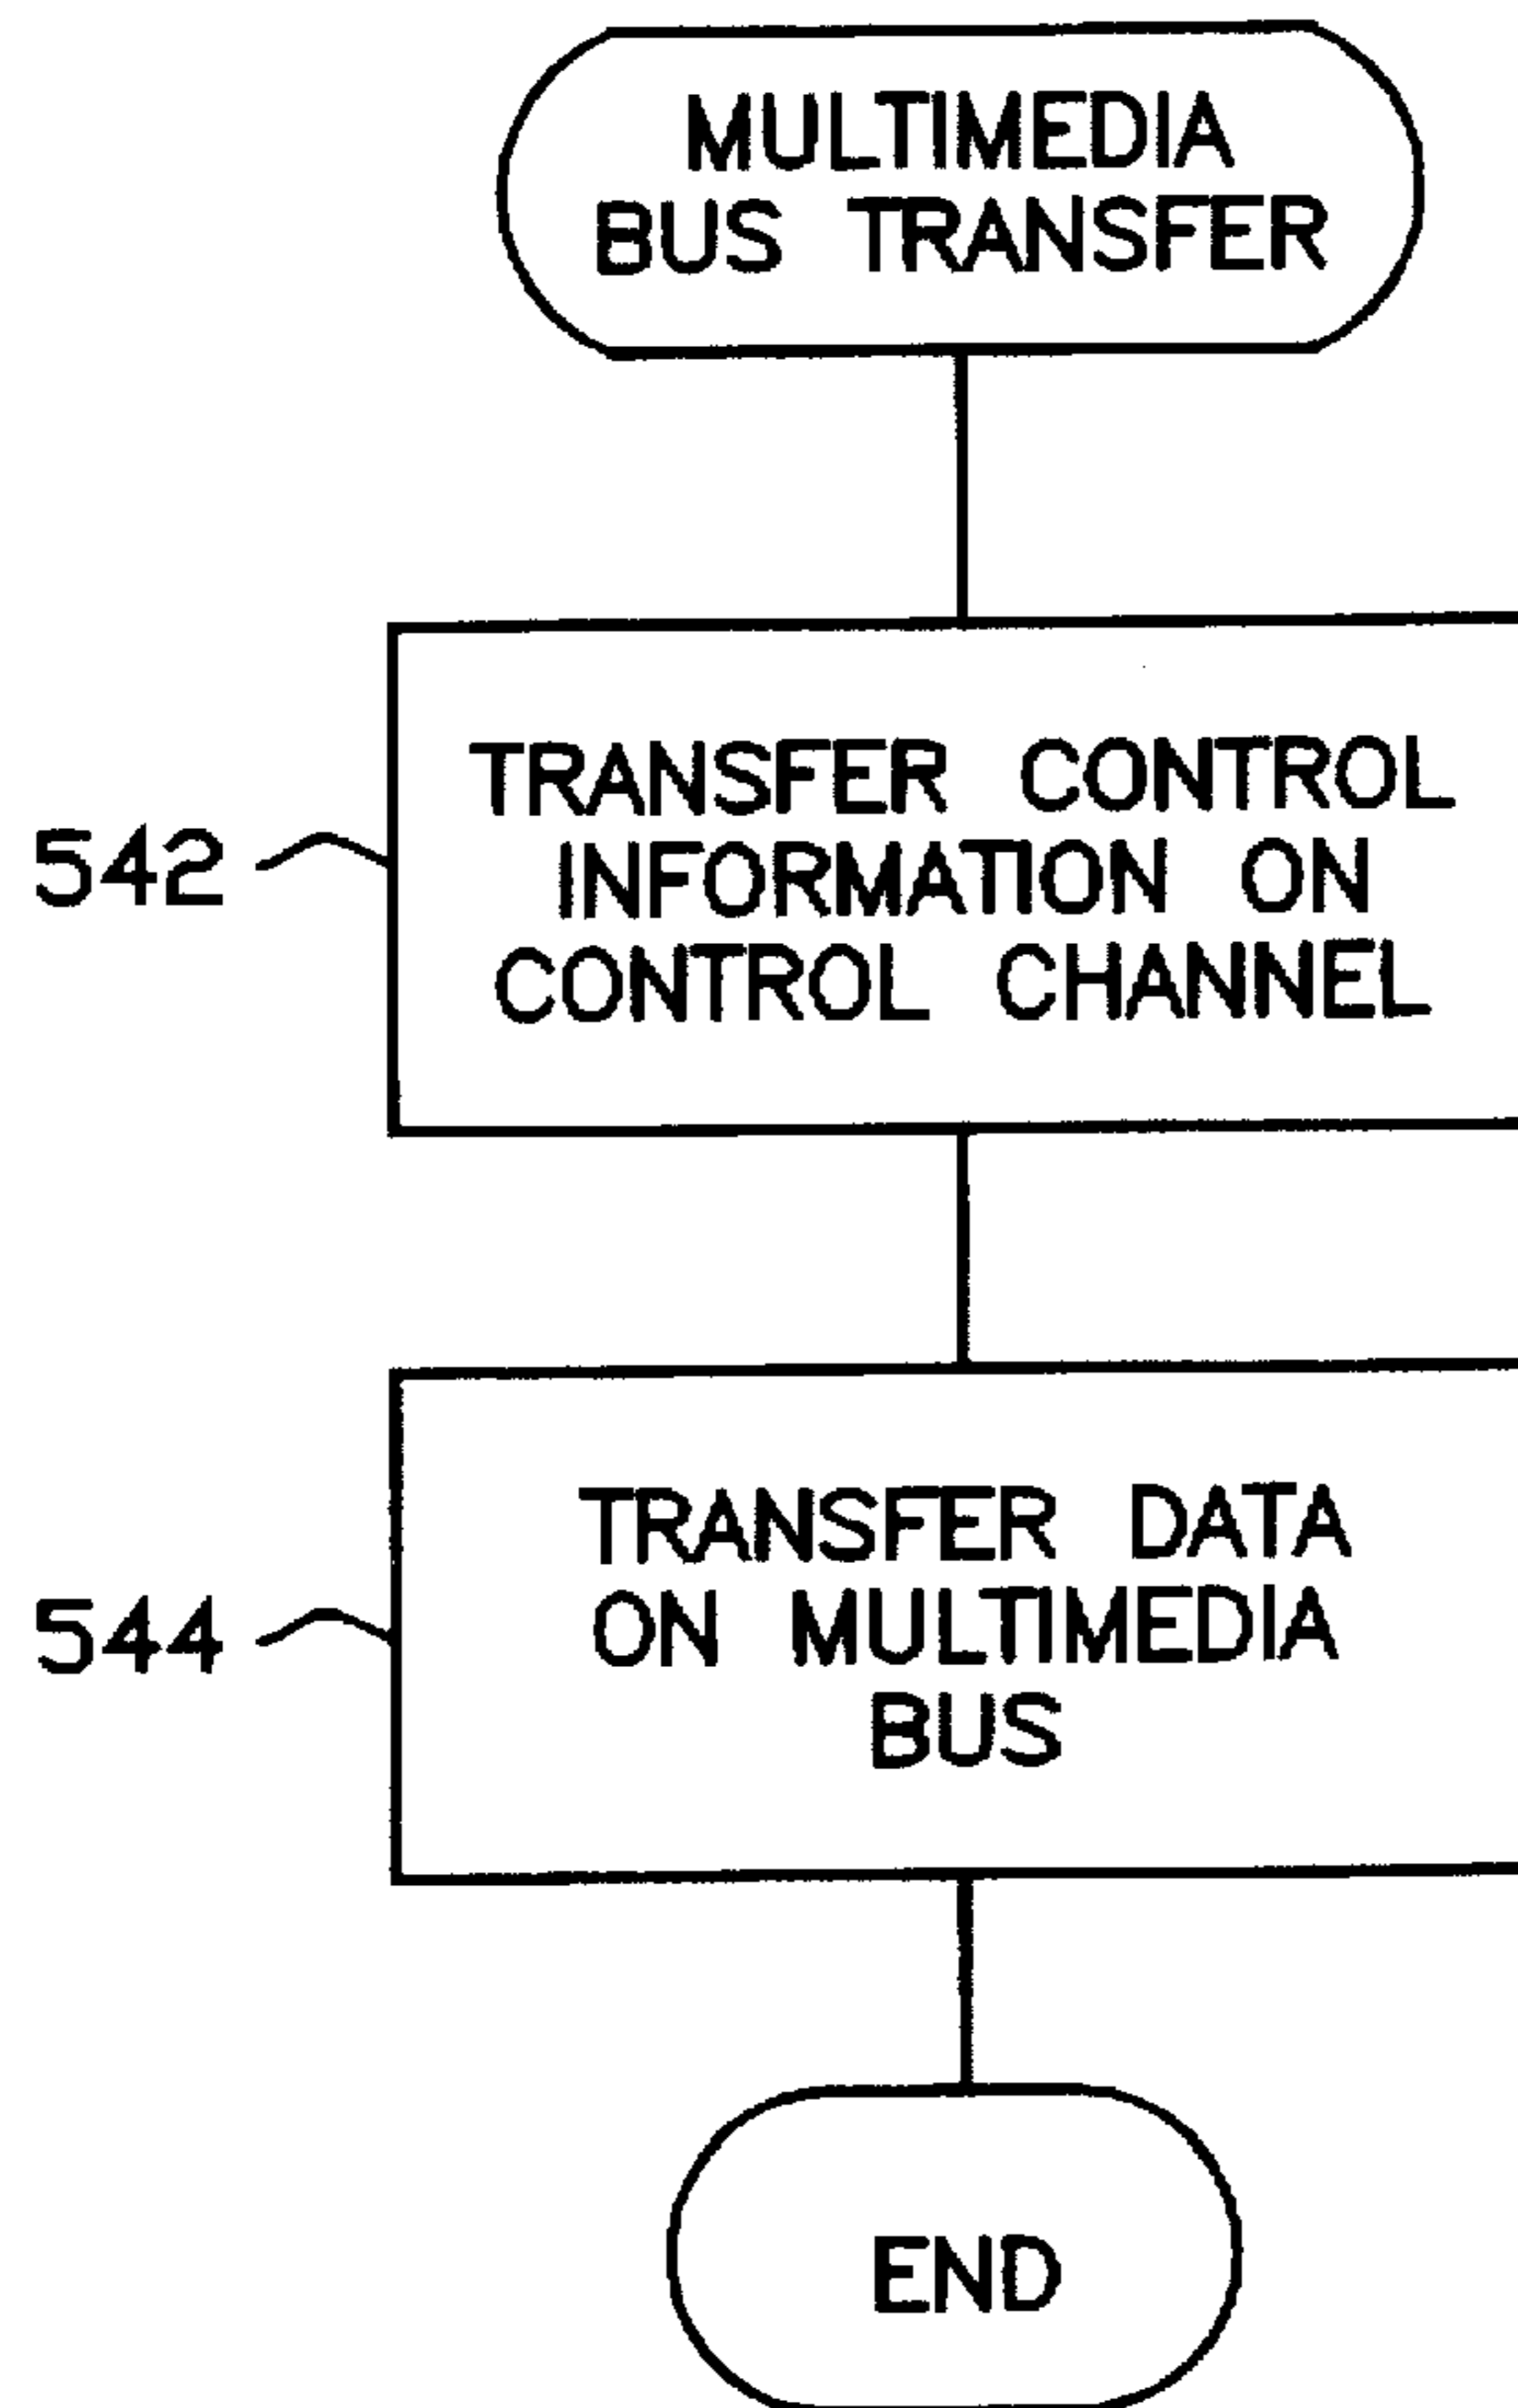 MULTIMEDIA
BUS TRANSFER
TRANSFER CONTROL
542
INFORMATION ON
CONTROL CHANNEL
TRANSFER DATA
544
ON MULTIMEDIA
BUS
END